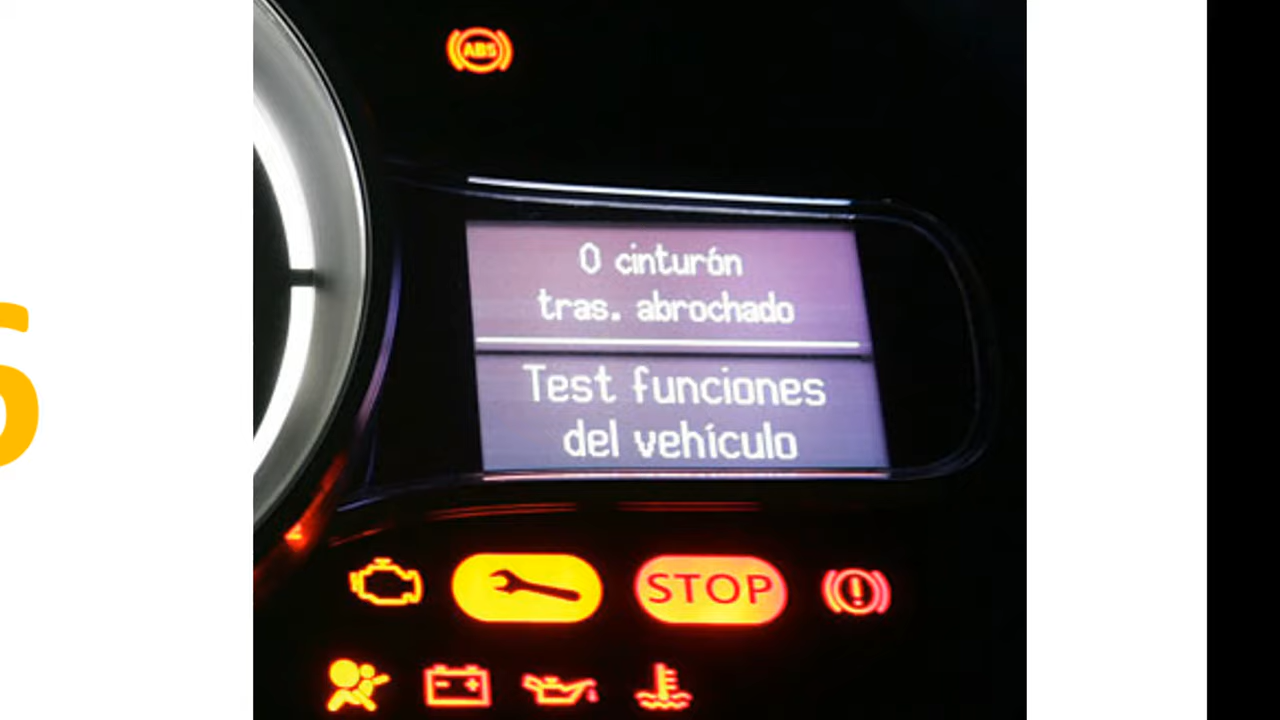 ABS
0 cinturón
tras. abrochado
Test funciones
del vehículo
STOP